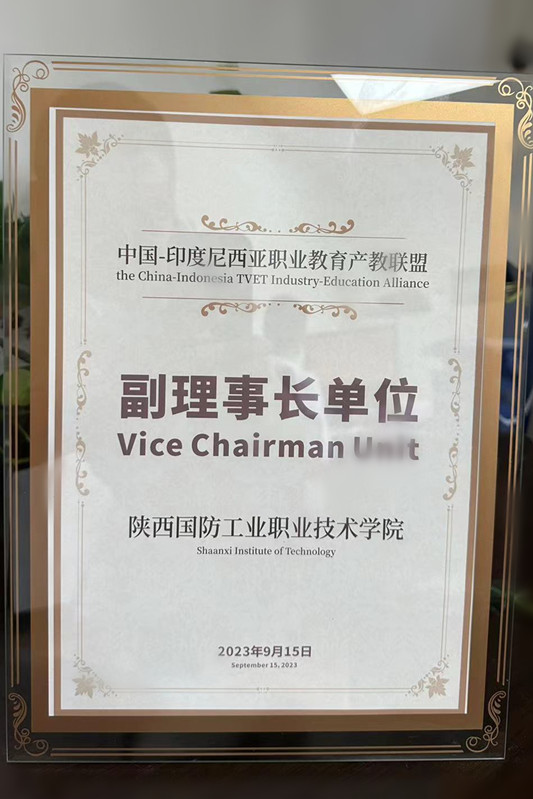 中国-印度尼西亚职业教育产教联盟
the China-Indonesia TVET Industry-Education Alliance
副理事长单位
Vice Chairman
陕西国防工业职业技术学院
Shaanxi Institute of Technology
2023年9月15日
September 15, 2023